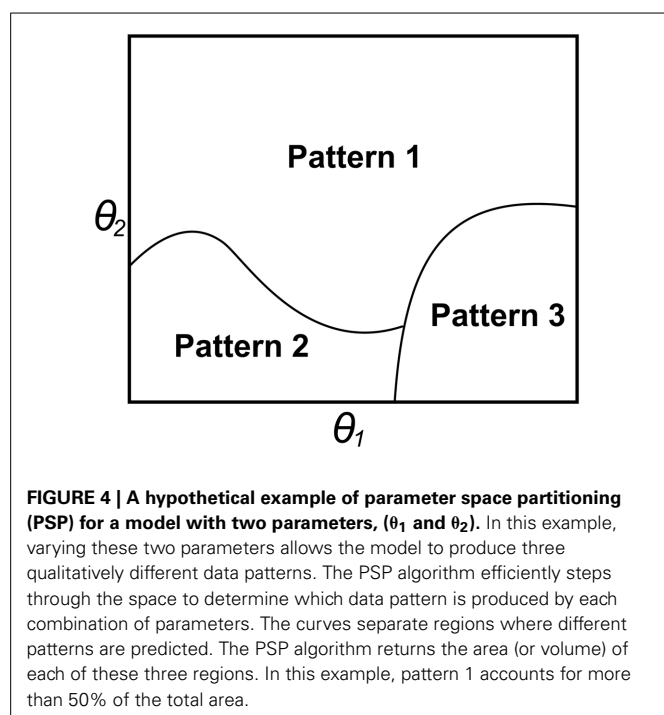 Pattern 1
θ2
Pattern 3
Pattern 2
θ1
FIGURE 4 | A hypothetical example of parameter space partitioning
(PSP) for a model with two parameters, (θ1 and θ2). In this example,
varying these two parameters allows the model to produce three
qualitatively different data patterns. The PSP algorithm efficiently steps
through the space to determine which data pattern is produced by each
combination of parameters. The curves separate regions where different
patterns are predicted. The PSP algorithm returns the area (or volume) of
each of these three regions. In this example, pattern 1 accounts for more
than 50% of the total area.